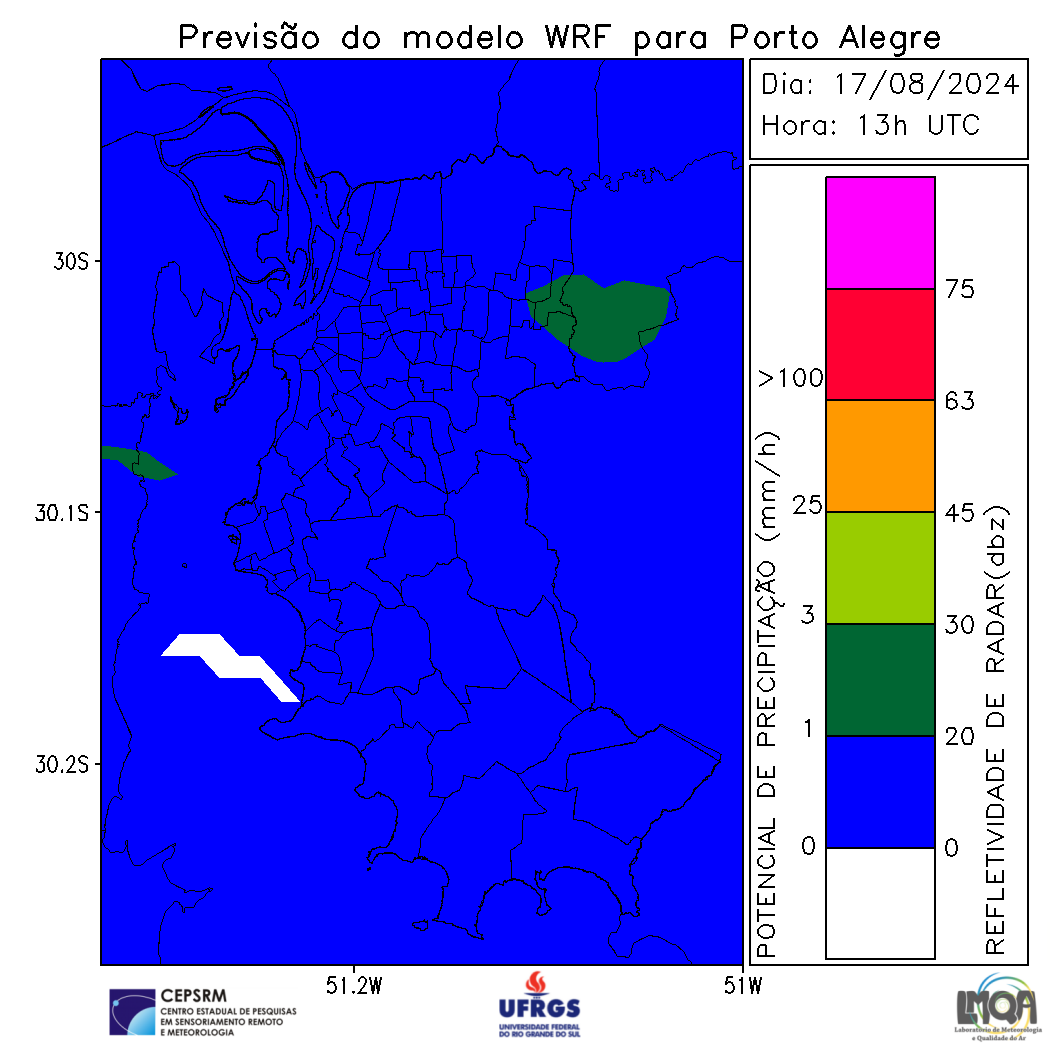 Previsão do modelo WRF para Porto Alegre
Dia: 17/08/2024
Hora: 13h UTC
30S
30.1S
30.2S
51.2W
51W
POTENCIAL DE PRECIPITAÇÃO (mm/h)
>100
25
3
1
0
75
63
45
30
20
0
REFLETIVIDADE DE RADAR(dbz)
CEPSRM
CENTRO ESTADUAL DE PESQUISAS
EM SENSORIAMENTO REMOTO
E METEOROLOGIA
UFRGS
UNIVERSIDADE FEDERAL
DO RIO GRANDE DO SUL
LMQA
Laboratório de Meteorologia
e Qualidade do Ar